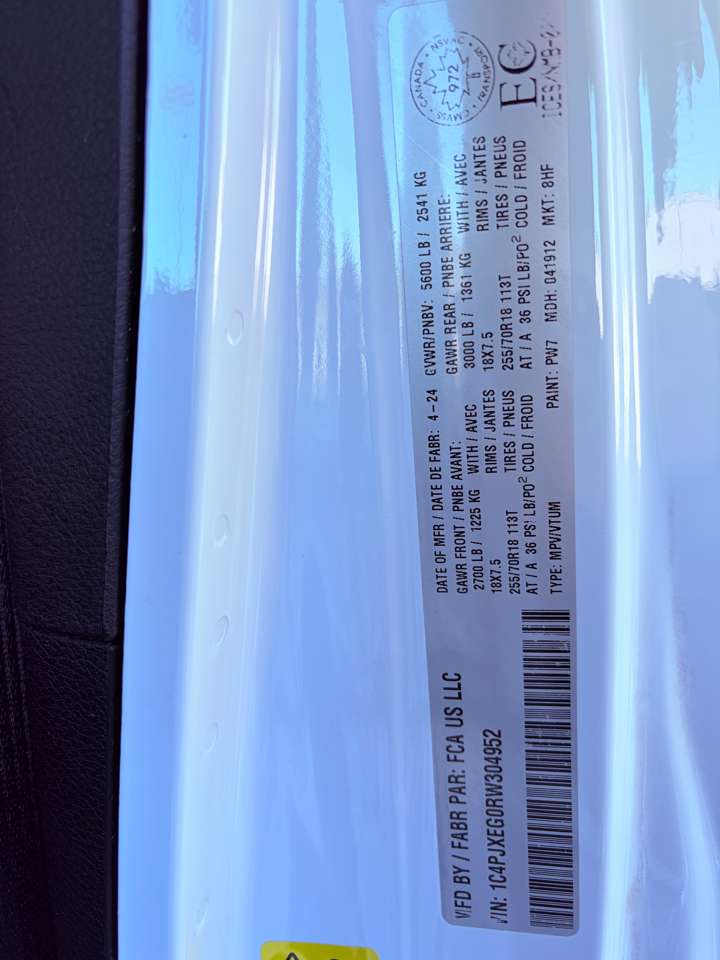 MFD BY / FABR PAR: FCA US LLC
VIN: 1C4PJXEG0RW304952
DATE OF MFR / DATE DE FABR: 4-24 GVWR/PNBV: 5600 LB / 2541 KG
GAWR FRONT / PNBE AVANT: GAWR REAR / PNBE ARRIERE:
2700 LB / 1225 KG WITH / AVEC 3000 LB / 1361 KG WITH / AVEC
18X7.5 RIMS / JANTES 18X7.5 RIMS / JANTES
255/70R18 113T TIRES / PNEUS 255/70R18 113T TIRES / PNEUS
AT / A 36 PSI LB/PO² COLD / FROID AT / A 36 PSI LB/PO² COLD / FROID
TYPE: MPV/VTUM PAINT: PW7 MDH: 041912 MKT: 8HF
CANADA
972
CMVSS
EC